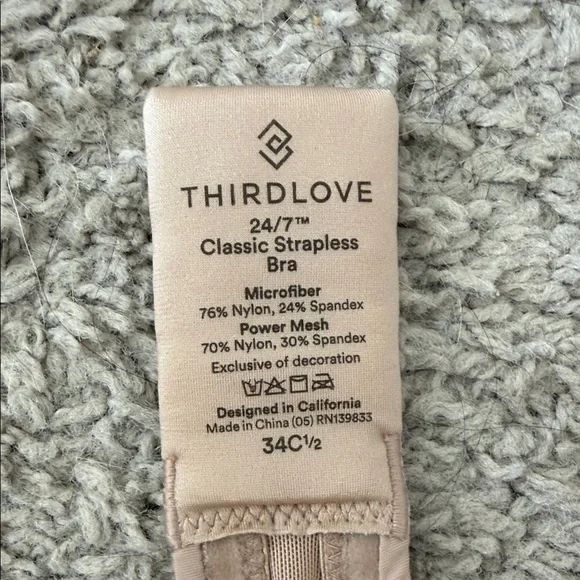 THIRDLOVE
24/7™
Classic Strapless
Bra
Microfiber
76% Nylon, 24% Spandex
Power Mesh
70% Nylon, 30% Spandex
Exclusive of decoration
Designed in California
Made in China (05) RN139833
34C1/2